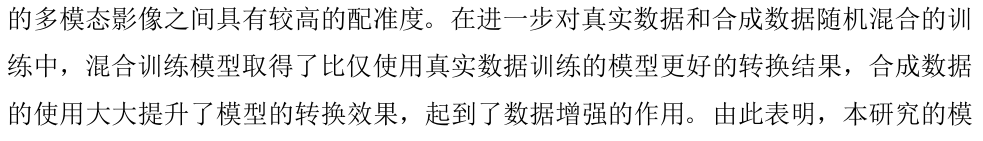 的多模态影像之间具有较高的配准度。在进一步对真实数据和合成数据随机混合的训
练中，混合训练模型取得了比仅使用真实数据训练的模型更好的转换结果，合成数据
的使用大大提升了模型的转换效果，起到了数据增强的作用。由此表明，本研究的模